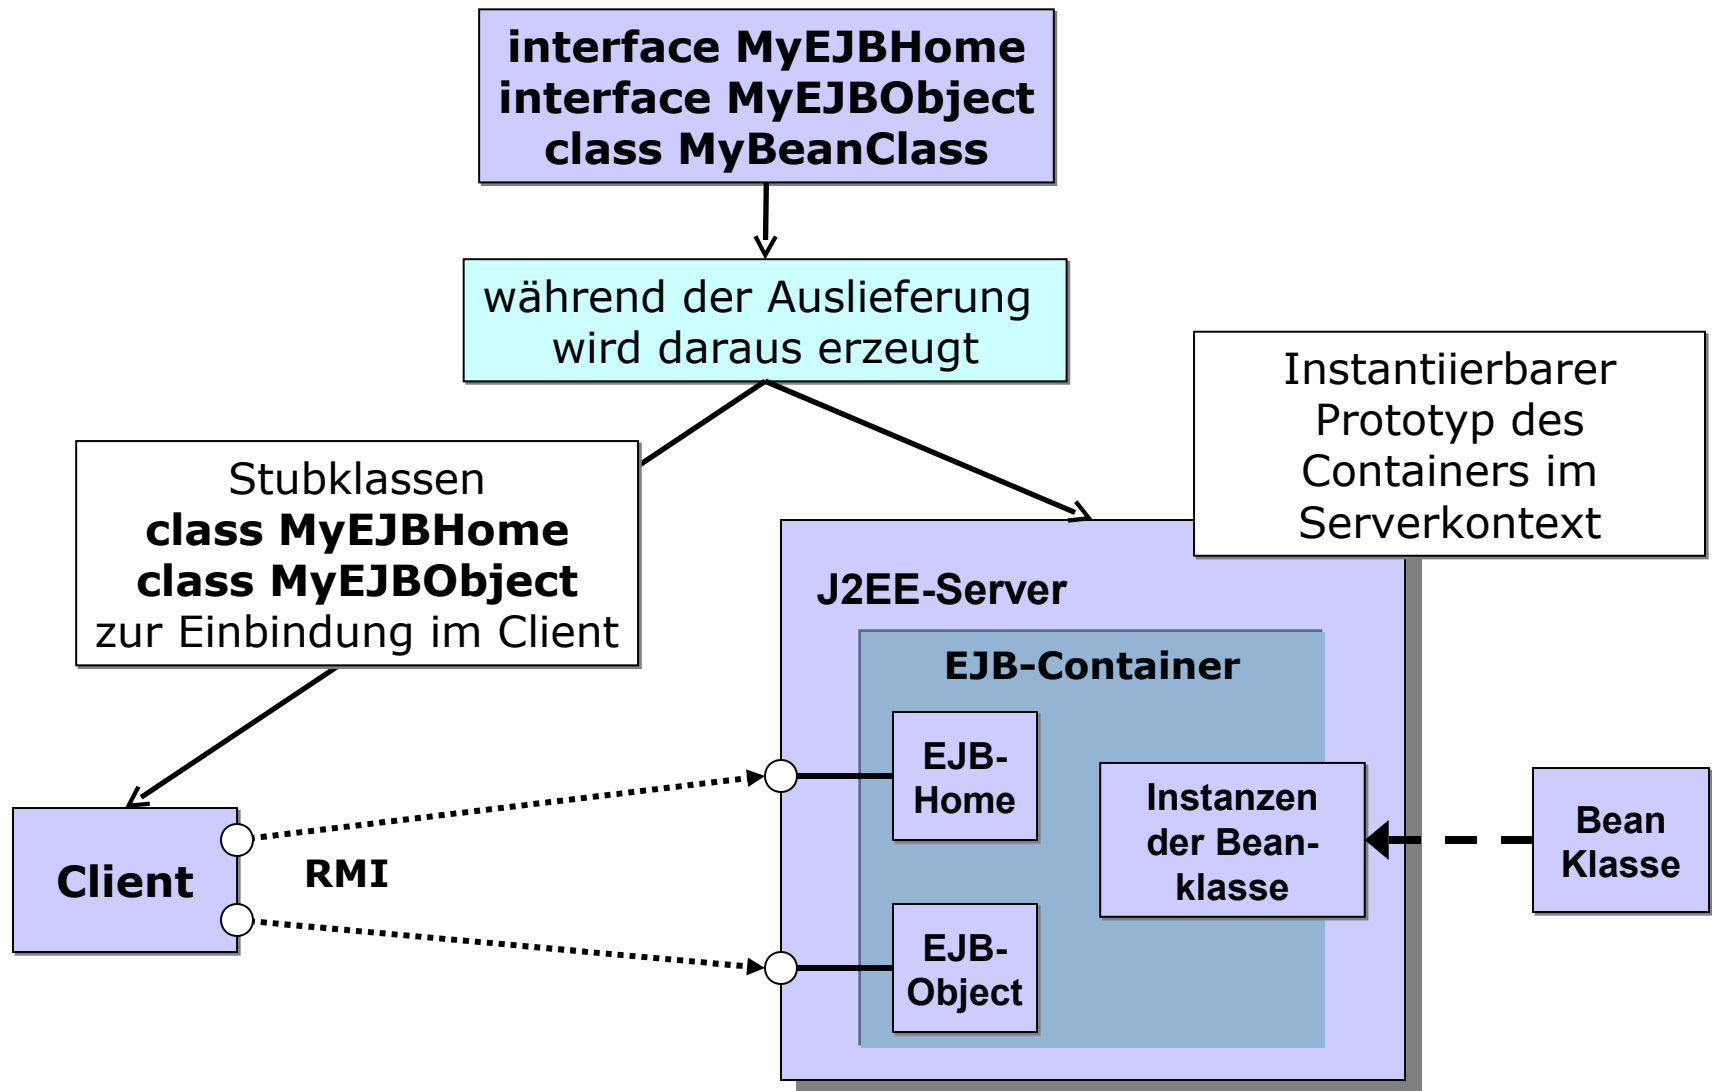 interface MyEJBHome
interface MyEJBObject
class MyBeanClass
während der Auslieferung
wird daraus erzeugt
Instantiierbarer
Prototyp des
Containers im
Serverkontext
Stubklassen
class MyEJBHome
class MyEJBObject
zur Einbindung im Client
J2EE-Server
EJB-Container
EJB-
Home
Instanzen
der Bean-
klasse
Bean
Klasse
Client
RMI
EJB-
Object